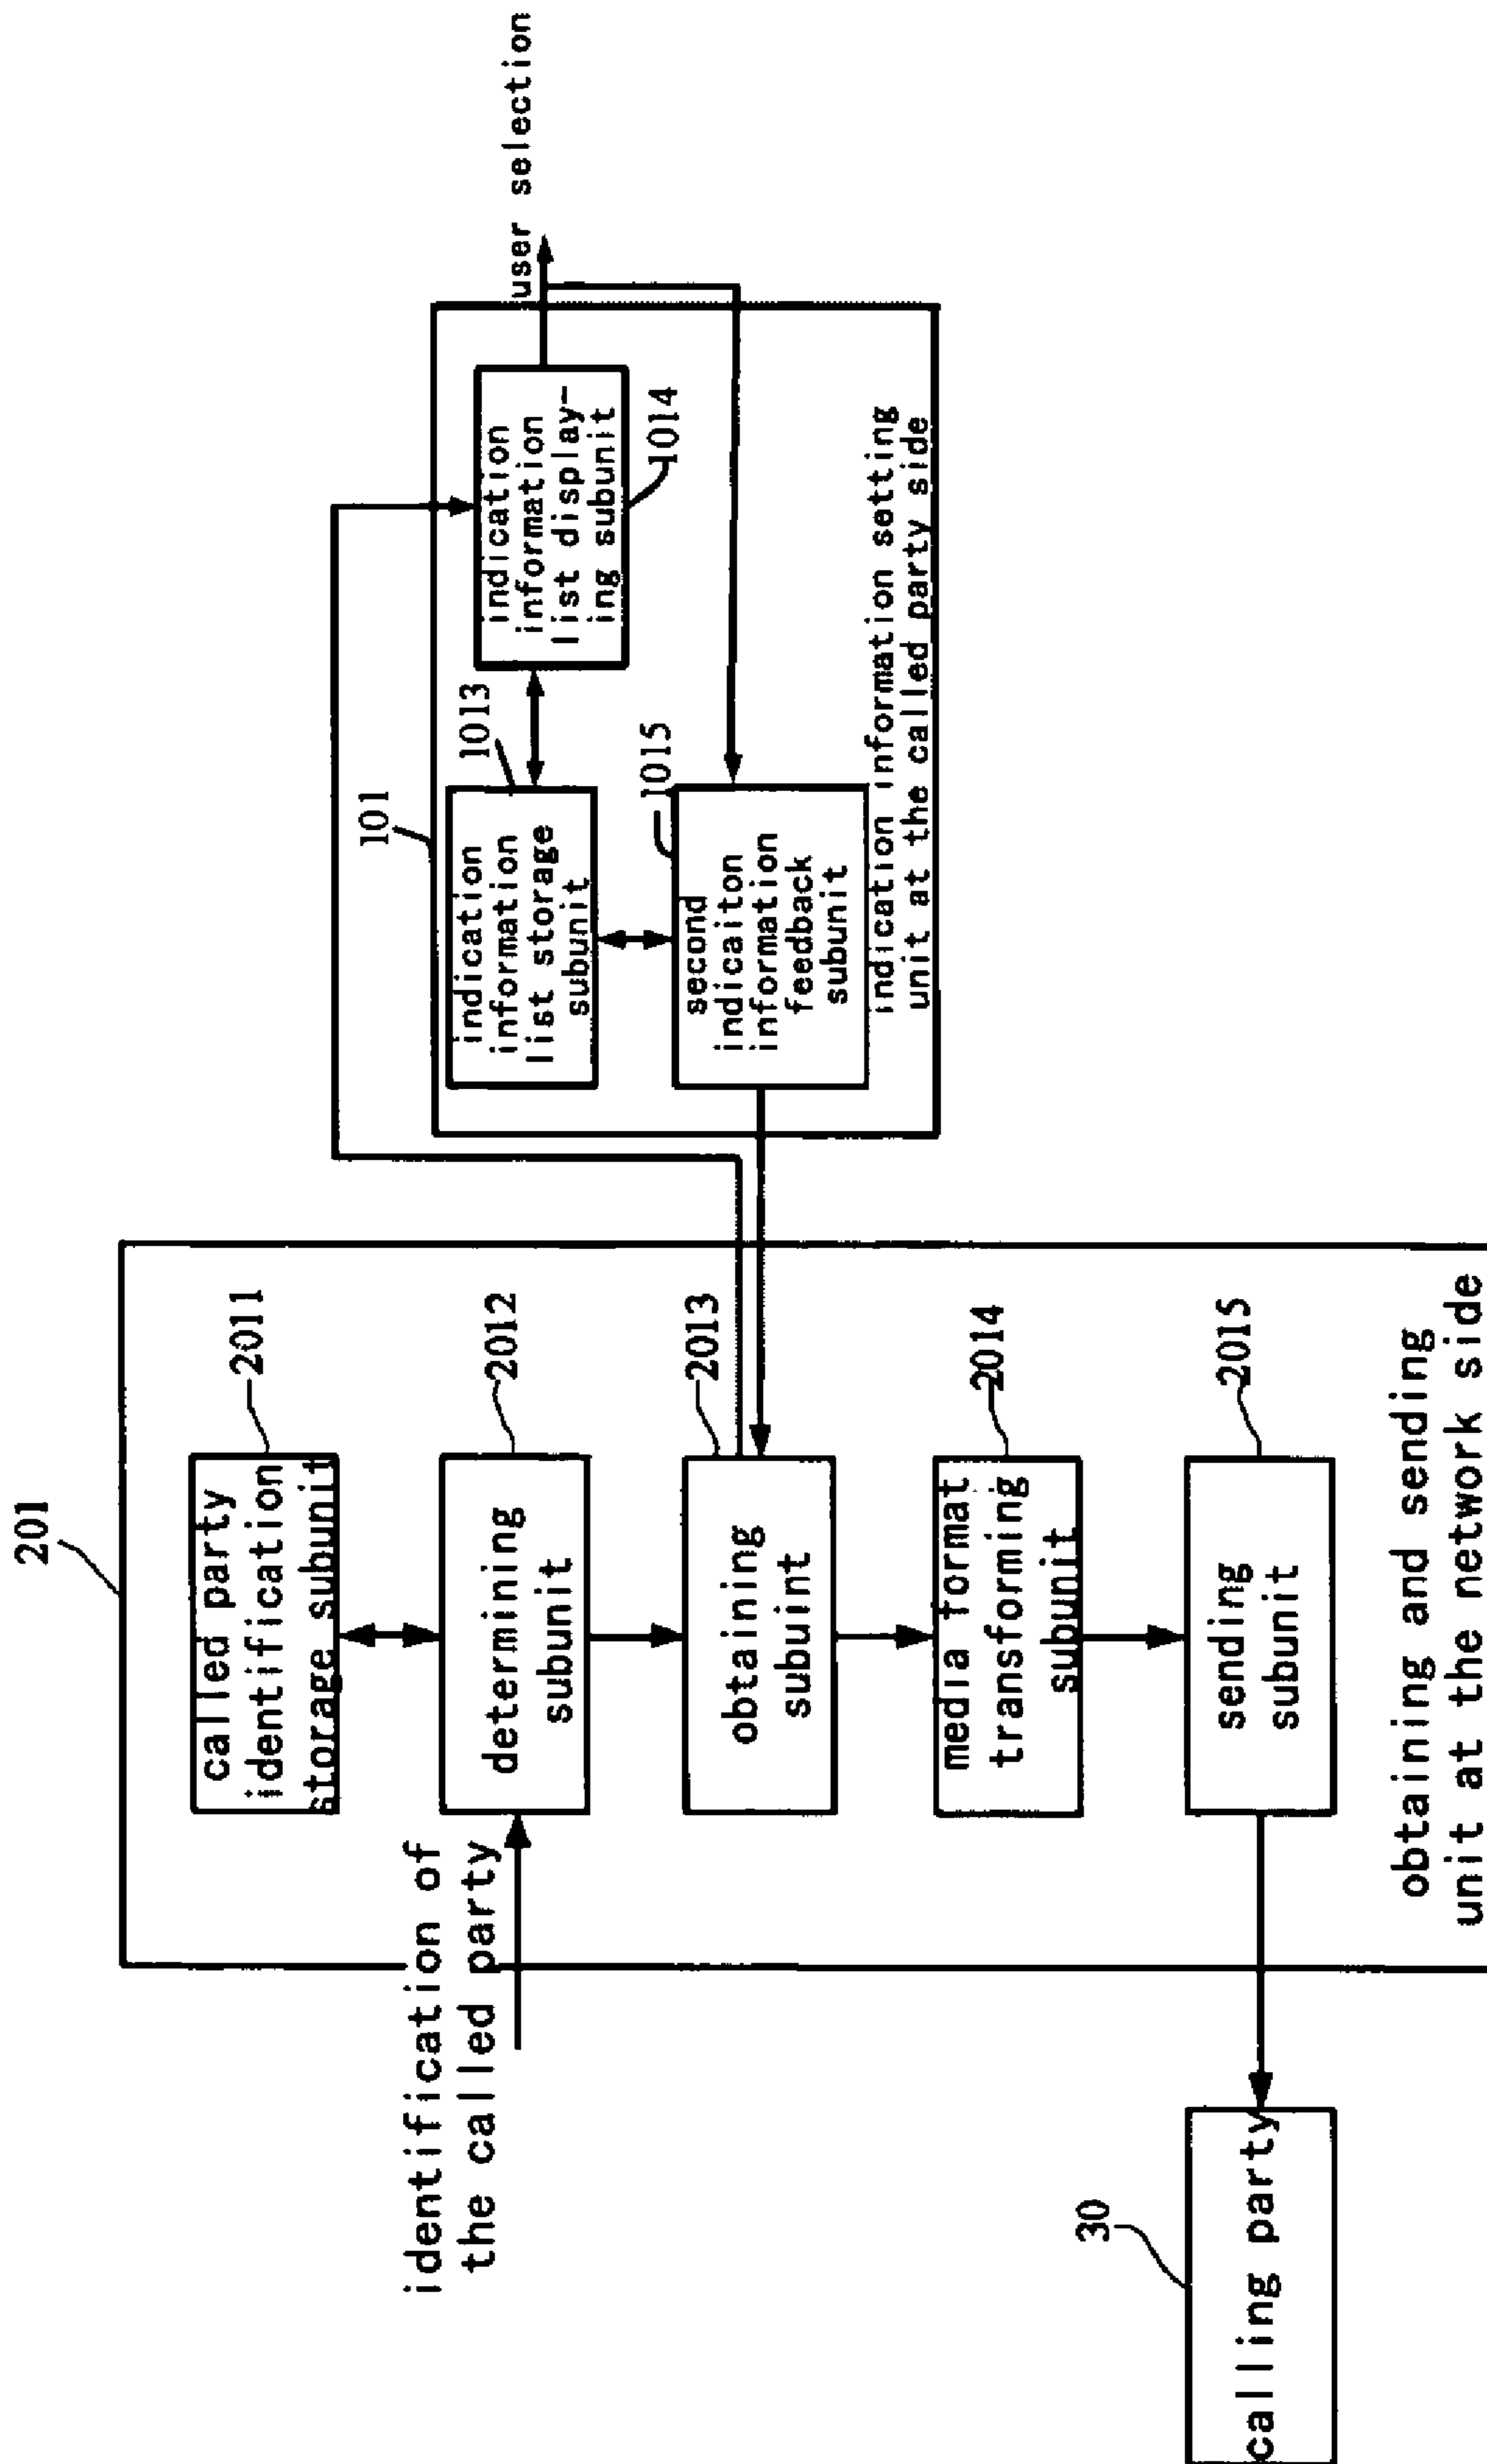 201
called party
identification
storage subunit
2011
identification of
the called party
determining
subunit
2012
obtaining
subuint
2013
media format
transforming
subunit
2014
sending
subunit
2015
obtaining and sending
unit at the network side
30
calling party
101
indication
information
list storage
subunit
1013
indication
information
list display-
ing subunit
1014
user selection
second
indicaiton
information
feedback
subunit
1015
indication information setting
unit at the called party side